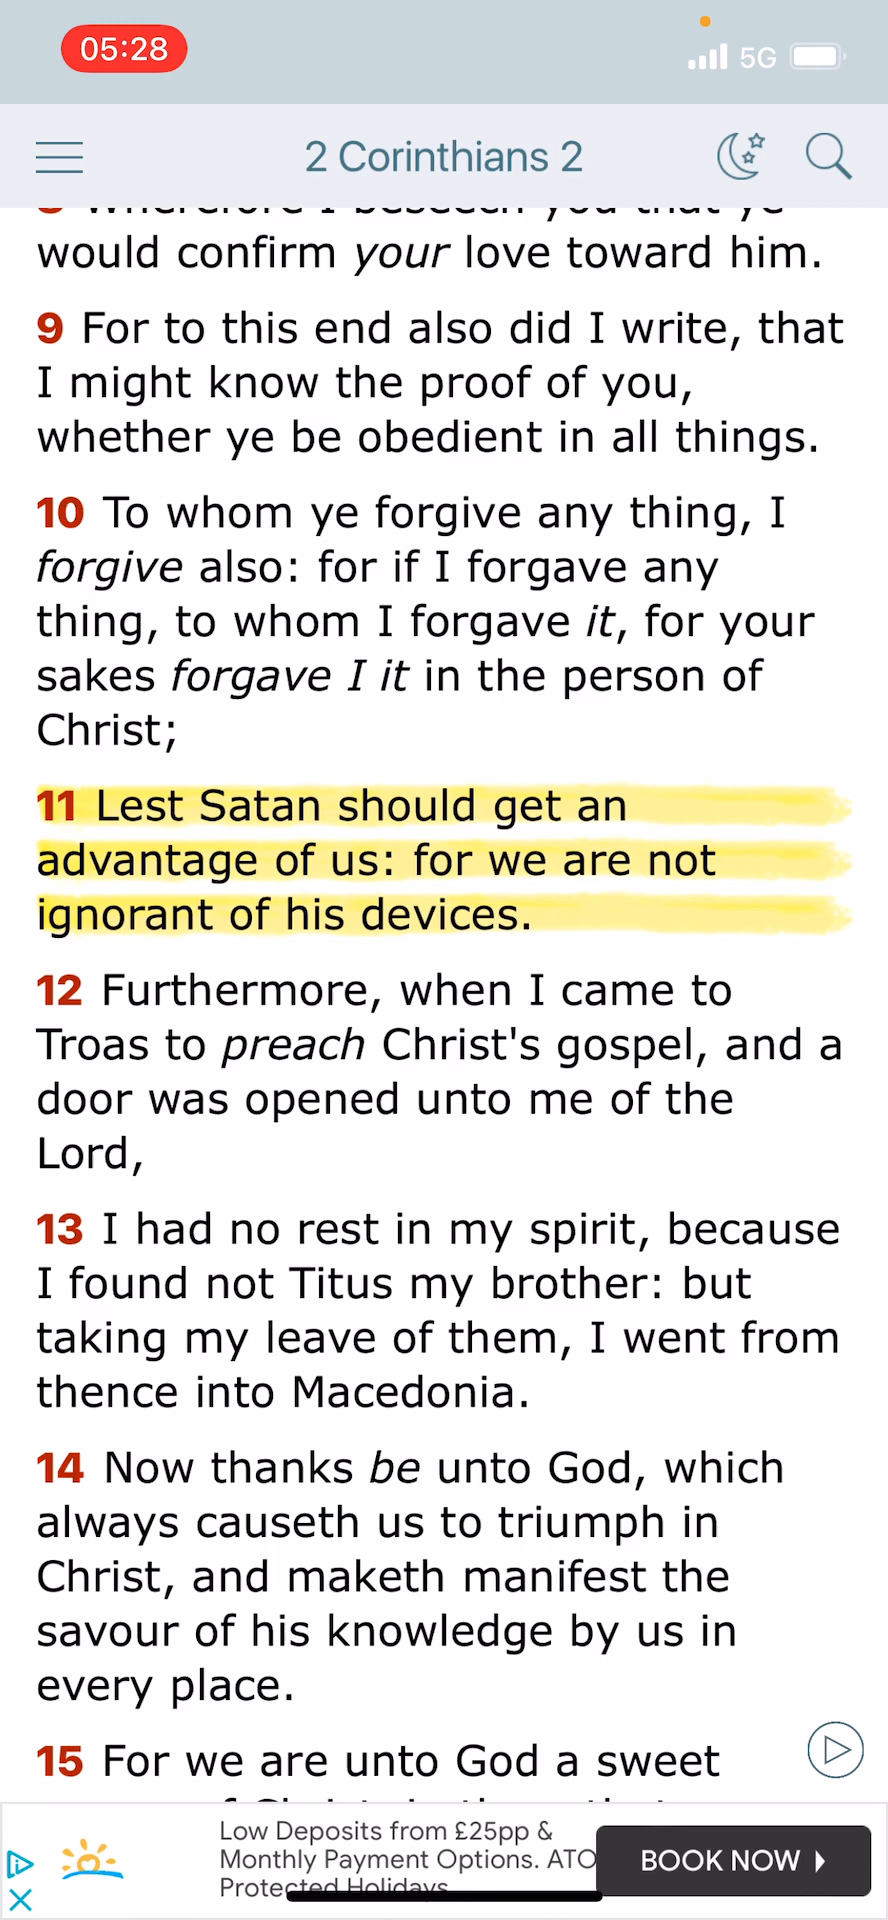 05:28
5G
2 Corinthians 2
8 Wherefore I beseech you that ye
would confirm your love toward him.
9 For to this end also did I write, that
I might know the proof of you,
whether ye be obedient in all things.
10 To whom ye forgive any thing, I
forgive also: for if I forgave any
thing, to whom I forgave it, for your
sakes forgave I it in the person of
Christ;
11 Lest Satan should get an
advantage of us: for we are not
ignorant of his devices.
12 Furthermore, when I came to
Troas to preach Christ's gospel, and a
door was opened unto me of the
Lord,
13 I had no rest in my spirit, because
I found not Titus my brother: but
taking my leave of them, I went from
thence into Macedonia.
14 Now thanks be unto God, which
always causeth us to triumph in
Christ, and maketh manifest the
savour of his knowledge by us in
every place.
15 For we are unto God a sweet
Low Deposits from £25pp &
Monthly Payment Options. ATO
Protected Holidays
BOOK NOW